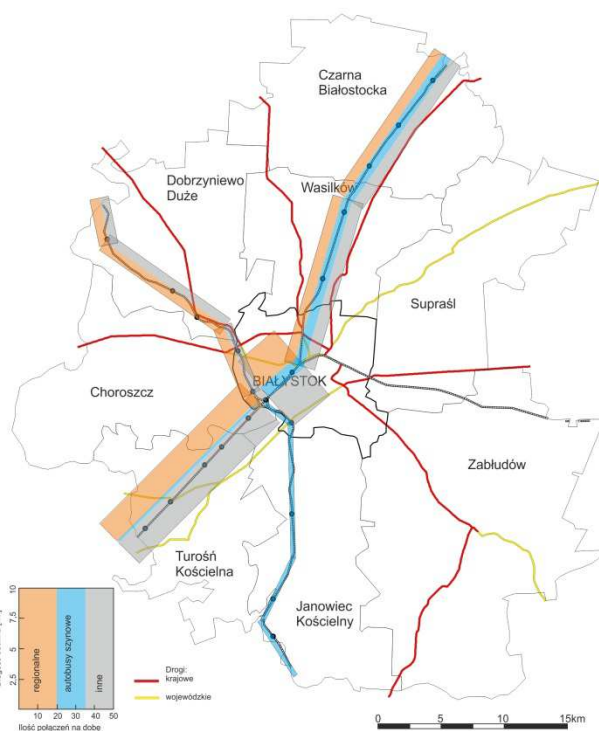 Czarna
Białostocka
Dobrzyniewo
Duże
Wasilków
Supraśl
Choroszcz
BIAŁYSTOK
Zabłudów
Turośń
Kościelna
Janowiec
Kościelny
10
7,5
5
2,5
regionalne
autobusy szynowe
inne
10 20 30 40 50
Ilość połączeń na dobę
Drogi:
krajowe
wojewódzkie
0 5 10 15km